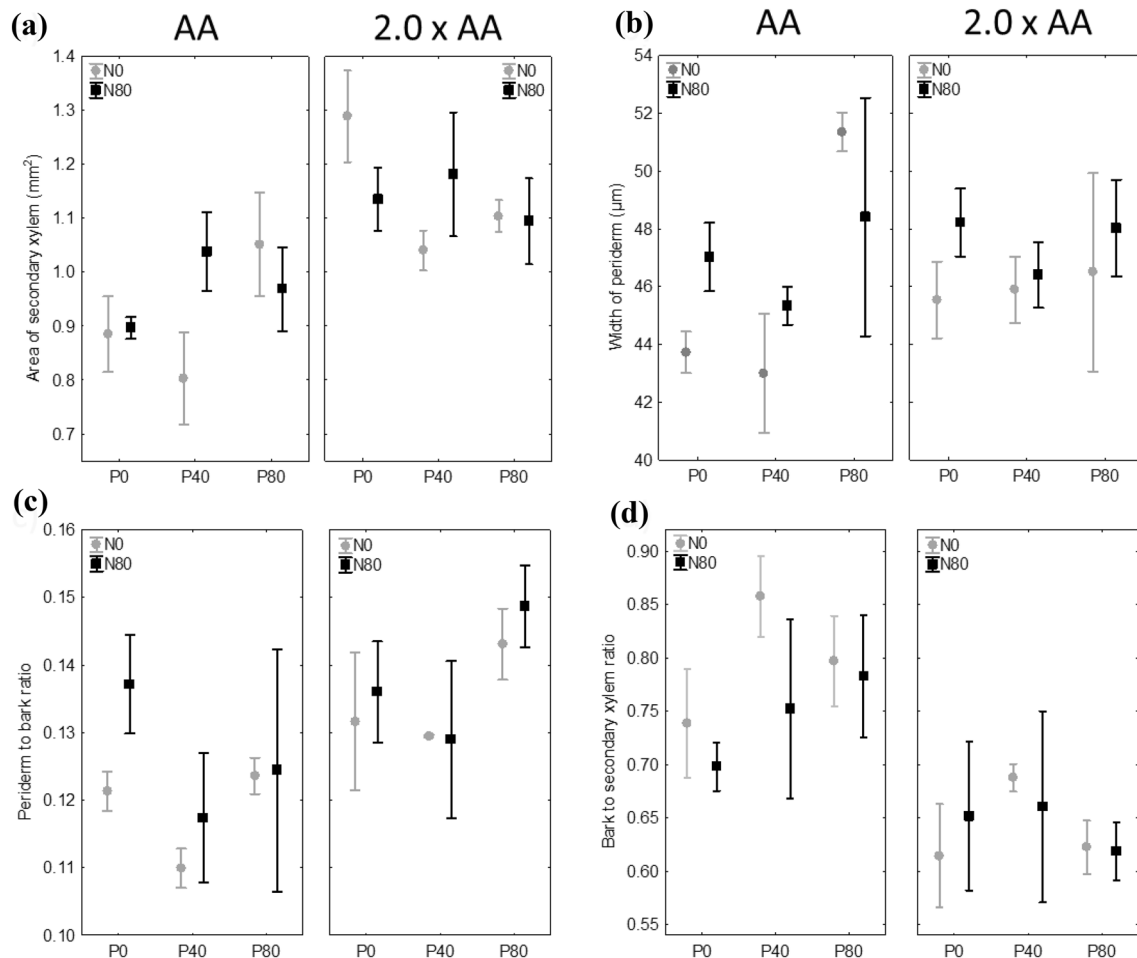 (a) AA 2.0 x AA
Area of secondary xylem (mm²)
1.4
1.3
1.2
1.1
1.0
0.9
0.8
0.7
N0
N80
N0
N80
P0 P40 P80 P0 P40 P80
(b) AA 2.0 x AA
Width of periderm (µm)
54
52
50
48
46
44
42
40
N0
N80
N0
N80
P0 P40 P80 P0 P40 P80
(c)
Periderm to bark ratio
0.16
0.15
0.14
0.13
0.12
0.11
0.10
N0
N80
N0
N80
P0 P40 P80 P0 P40 P80
(d)
Bark to secondary xylem ratio
0.90
0.85
0.80
0.75
0.70
0.65
0.60
0.55
N0
N80
N0
N80
P0 P40 P80 P0 P40 P80